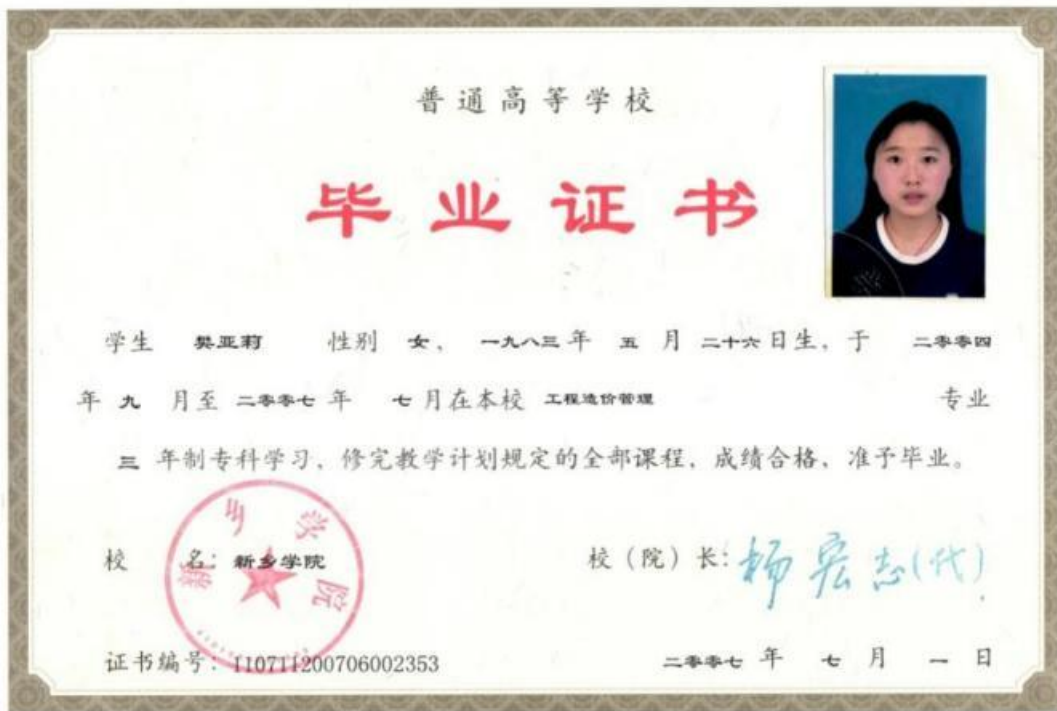 普通高等学校
毕业证书
学生 樊亚莉 性别 女、一九八三年 五 月 二十六日生，于 二零零四
年 九 月至 二零零七 年 七月在本校 工程造价管理 专业
三 年制专科学习，修完教学计划规定的全部课程，成绩合格，准予毕业。
校 名：新乡学院
新乡学院
校（院）长：杨宏志(代)
证书编号：110711200706002353
二零零七 年 七 月 一 日